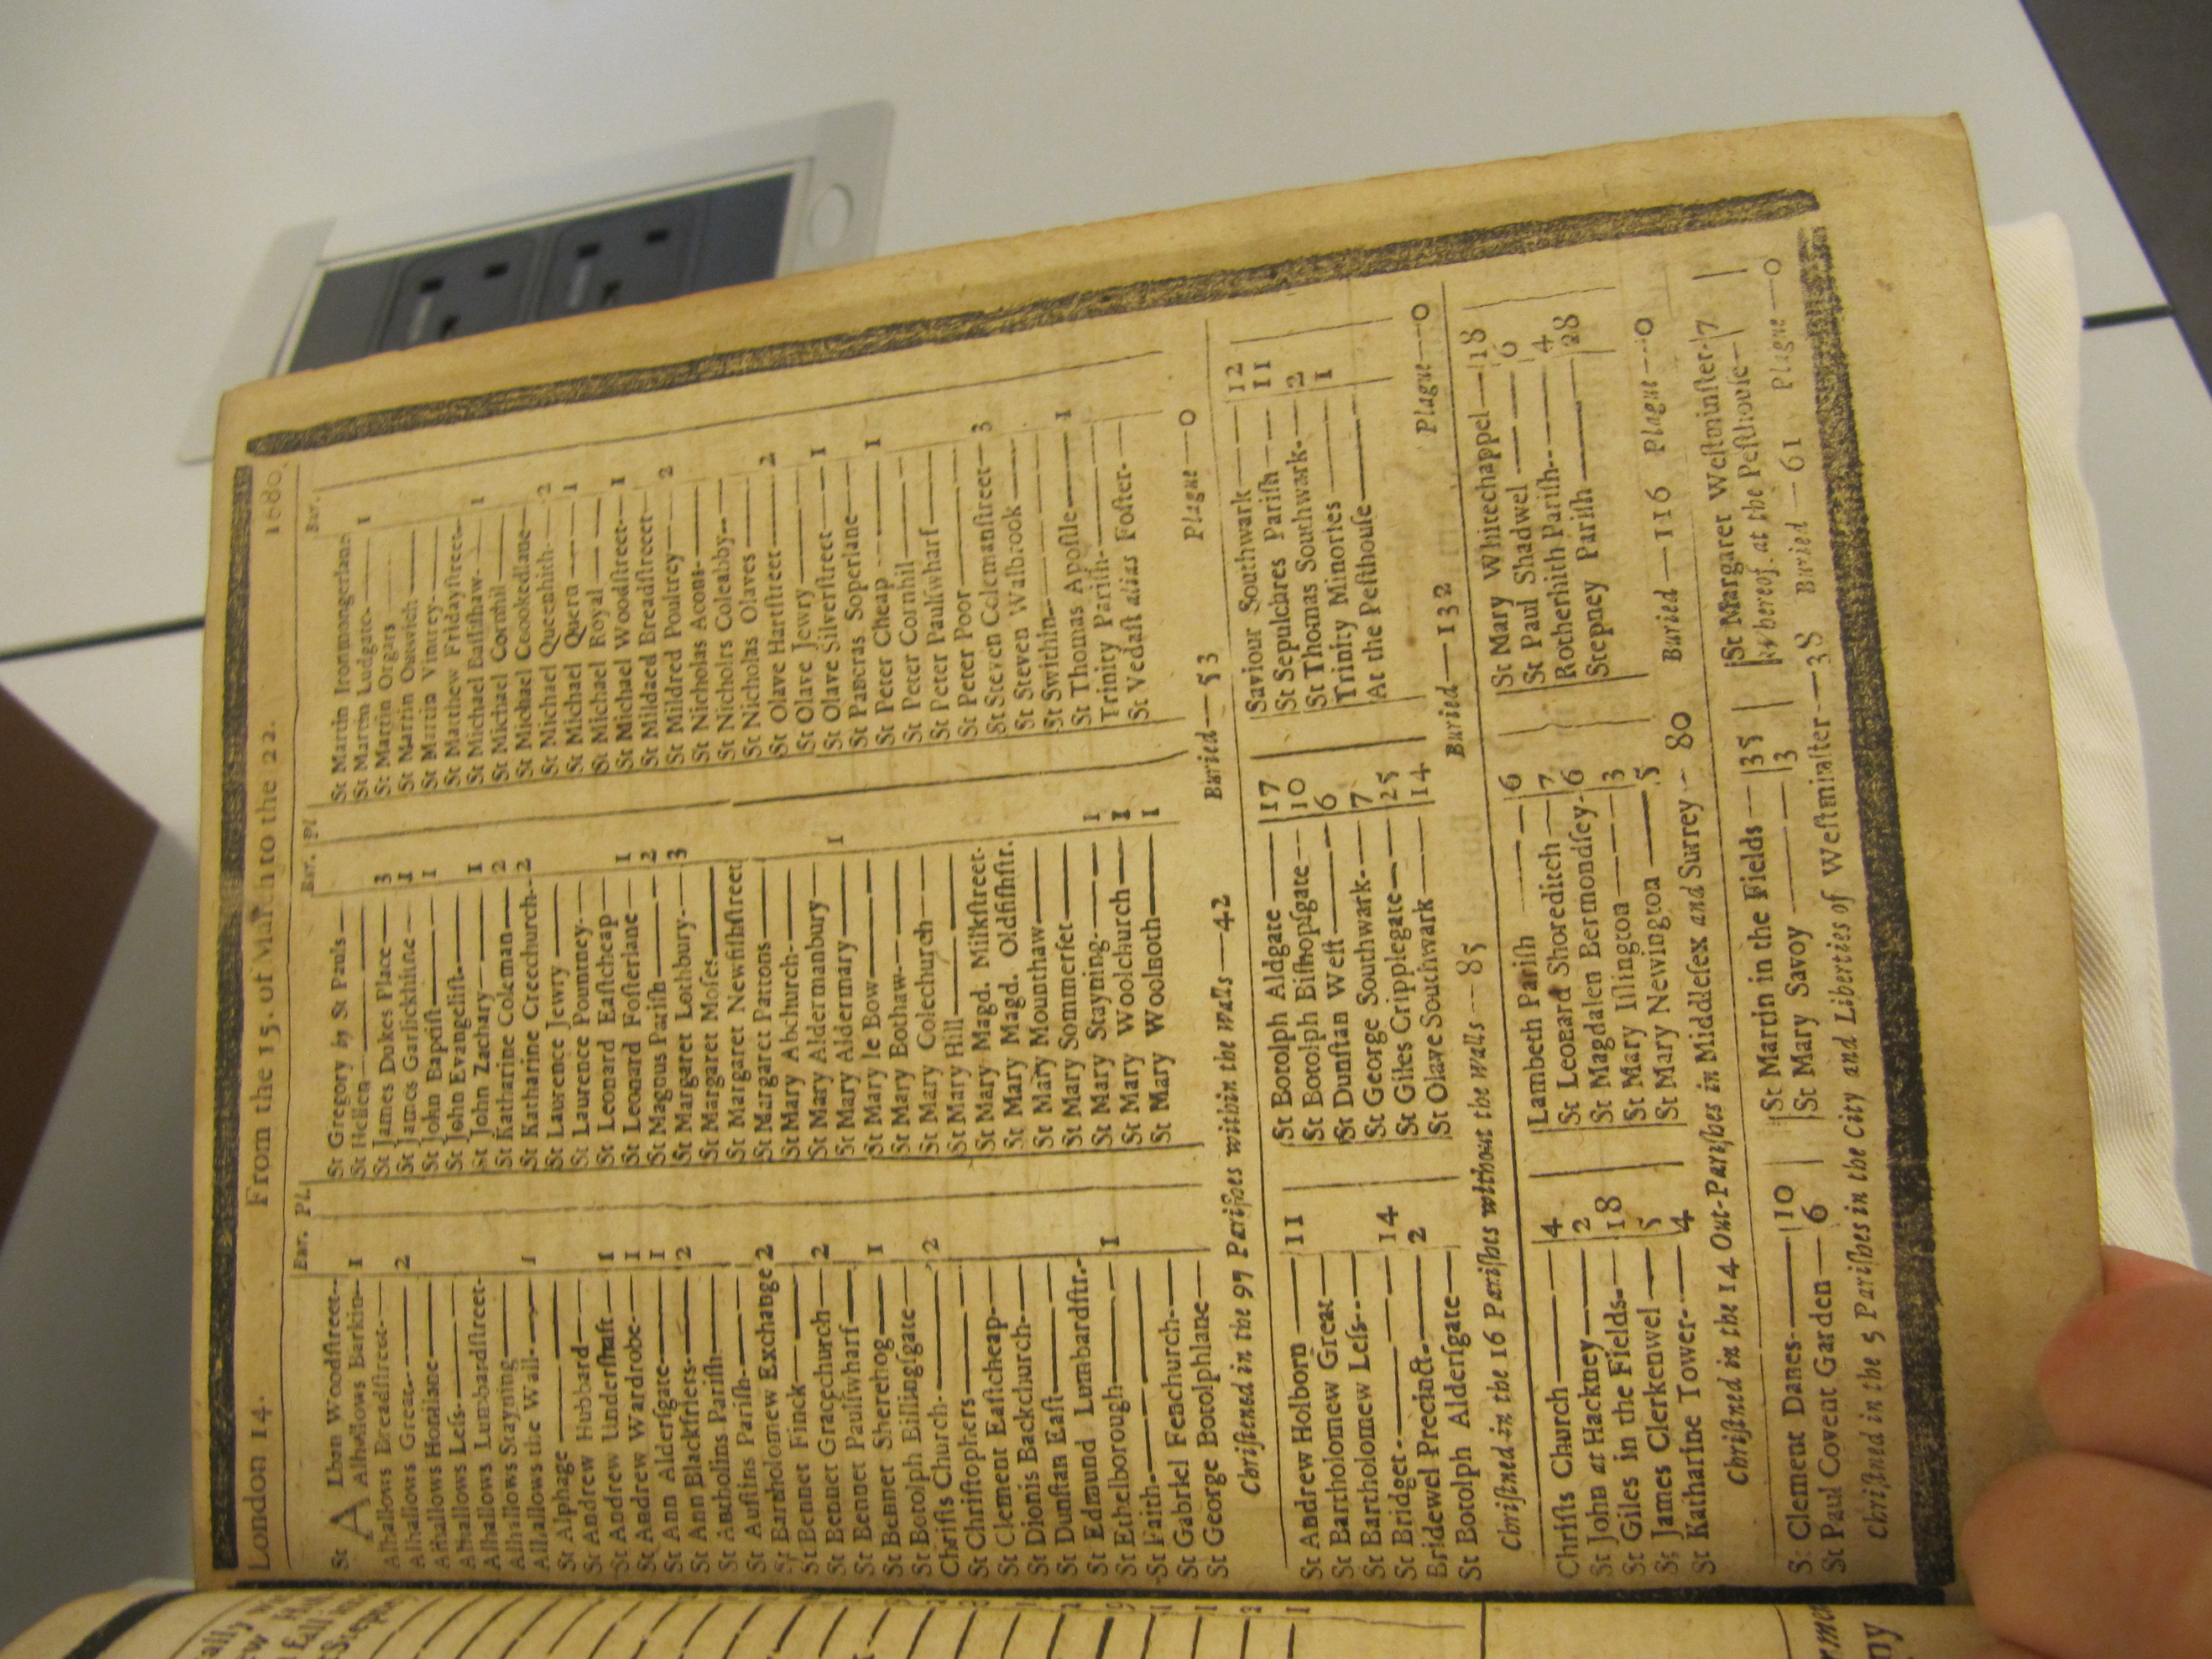 London 14. From the 15. of March to the 22. 1680.
Bur. Pl.
St ALban Woodſtreet
Alhallows Barkin 1
Alhallows Breadſtreet
Alhallows Great 2
Alhallows Honilane
Alhallows Leſs
Alhallows Lumbardſtreet
Alhallows Stayning
Alhallows the Wall 1
St Alphage
St Andrew Hubbard
St Andrew Underſhaft 1
St Andrew Wardrobe 1
St Ann Alderſgate 1
St Ann Blackfriers 2
St Antholins Pariſh
St Auſtins Pariſh
St Bartholomew Exchange 2
St Bennet Finck
St Bennet Gracechurch 2
St Bennet Paulſwharf
St Bennet Sherehog 1
St Botolph Billingſgate
Chriſts Church 2
St Chriſtophers
St Clement Eaſtcheap
St Dionis Backchurch
St Dunſtan Eaſt
St Edmund Lumbardſtr.
St Ethelborough 1
St Faith
St Gabriel Fenchurch
St George Botolphlane
Bur. Pl
St Gregory by St Pauls
St Hellen
St James Dukes Place 3
St James Garlickhithe 1
St John Baptiſt 1
St John Evangeliſt
St John Zachary 1
St Katharine Coleman 2
St Katharine Creechurch 2
St Laurence Jewry
St Laurence Pountney
St Leonard Eaſtcheap
St Leonard Foſterlane 1
St Magnus Pariſh 2
St Margaret Lothbury 3
St Margaret Moſes
St Margaret Newfiſhſtreet
St Margaret Pattons
St Mary Abchurch
St Mary Aldermanbury 1
St Mary Aldermary
St Mary le Bow
St Mary Bothaw
St Mary Colechurch
St Mary Hill
St Mary Magd. Milkſtreet
St Mary Magd. Oldfiſhſtr.
St Mary Mounthaw
St Mary Sommerſet
St Mary Stayning 1
St Mary Woolchurch 1
St Mary Woolnoth 1
Bur.
St Martin Ironmongerlane
St Martin Ludgate 1
St Martin Orgars
St Martin Outwich
St Martin Vintrey
St Matthew Fridayſtreet
St Michael Baſſiſhaw 1
St Michael Cornhil
St Michael Crookedlane
St Michael Queenhith 2
St Michael Quern 1
St Michael Royal
St Michael Woodſtreet 1
St Mildred Breadſtreet
St Mildred Poultrey 2
St Nicholas Acons
St Nicholrs Coleabby
St Nicholas Olaves
St Olave Hartſtreet 2
St Olave Jewry
St Olave Silverſtreet 1
St Pancras Soperlane
St Peter Cheap 1
St Peter Cornhil
St Peter Paulſwharf
St Peter Poor
St Steven Colemanſtreet 3
St Steven Walbrook
St Swithin
St Thomas Apoſtle 1
Trinity Pariſh
St Vedaſt alias Foſter
Chriſtened in the 97 Pariſhes within the Walls 42 Buried 53 Plague 0
St Andrew Holborn 11
St Bartholomew Great
St Bartholomew Leſs
St Bridget 14
Bridewel Precinct 2
St Botolph Alderſgate
St Botolph Aldgate 17
St Botolph Biſhopſgate 10
St Dunſtan Weſt 6
St George Southwark 7
St Giles Cripplegate 25
St Olave Southwark 14
Saviour Southwark 12
St Sepulchres Pariſh 11
St Thomas Southwark 2
Trinity Minories 1
At the Peſthouſe
Chriſtned in the 16 Pariſhes without the Walls 85 Buried 132 Plague 0
Chriſts Church 4
St John at Hackney 2
St Giles in the Fields 18
St James Clerkenwel 5
St Katharine Tower 4
Lambeth Pariſh 6
St Leonard Shoreditch 7
St Magdalen Bermondſey 6
St Mary Iſlington 3
St Mary Newington 5
St Mary Whitechappel 18
St Paul Shadwel 6
Rotherhith Pariſh 4
Stepney Pariſh 28
Chriſtned in the 14 Out-Pariſhes in Middleſex and Surrey 80 Buried 116 Plague 0
St Clement Danes 10
St Paul Covent Garden 6
St Martin in the Fields 35
St Mary Savoy 3
St Margaret Weſtminſter 7
Whereof at the Peſthouſe
Chriſtned in the 5 Pariſhes in the City and Liberties of Weſtminſter 38 Buried 61 Plague 0